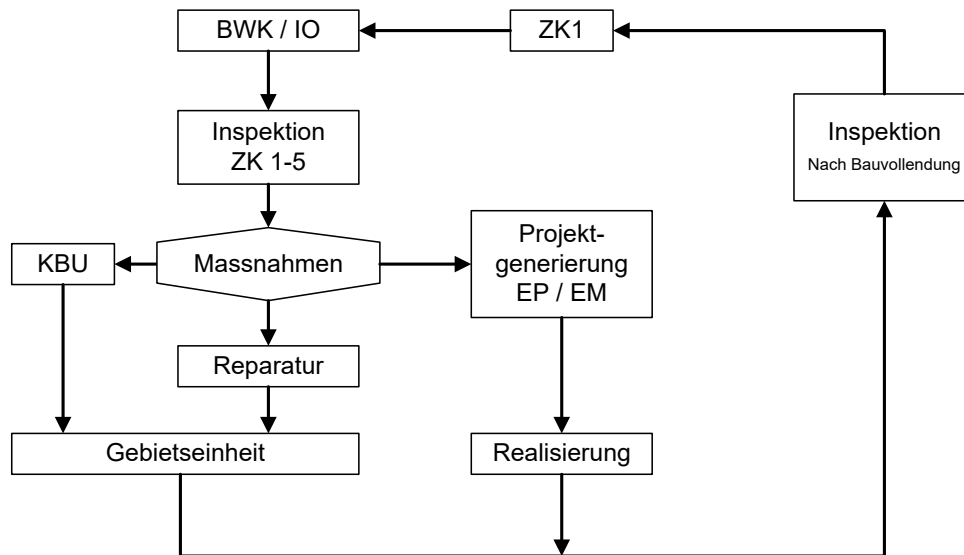 BWK / IO
ZK1
Inspektion
ZK 1-5
Inspektion
Nach Bauvollendung
KBU
Massnahmen
Projekt-
generierung
EP / EM
Reparatur
Gebietseinheit
Realisierung